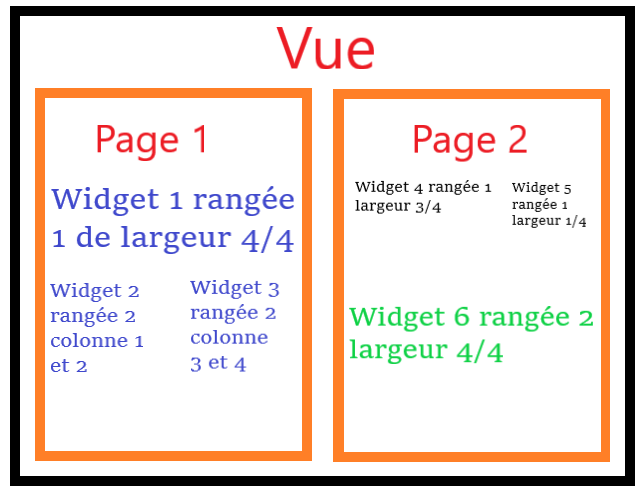 Vue
Page 1
Widget 1 rangée
1 de largeur 4/4
Widget 2
rangée 2
colonne 1
et 2
Widget 3
rangée 2
colonne
3 et 4
Page 2
Widget 4 rangée 1
largeur 3/4
Widget 5
rangée 1
largeur 1/4
Widget 6 rangée 2
largeur 4/4